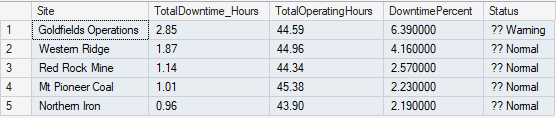 Site TotalDowntime_Hours TotalOperatingHours DowntimePercent Status
1 Goldfields Operations 2.85 44.59 6.390000 ?? Warning
2 Western Ridge 1.87 44.96 4.160000 ?? Normal
3 Red Rock Mine 1.14 44.34 2.570000 ?? Normal
4 Mt Pioneer Coal 1.01 45.38 2.230000 ?? Normal
5 Northern Iron 0.96 43.90 2.190000 ?? Normal